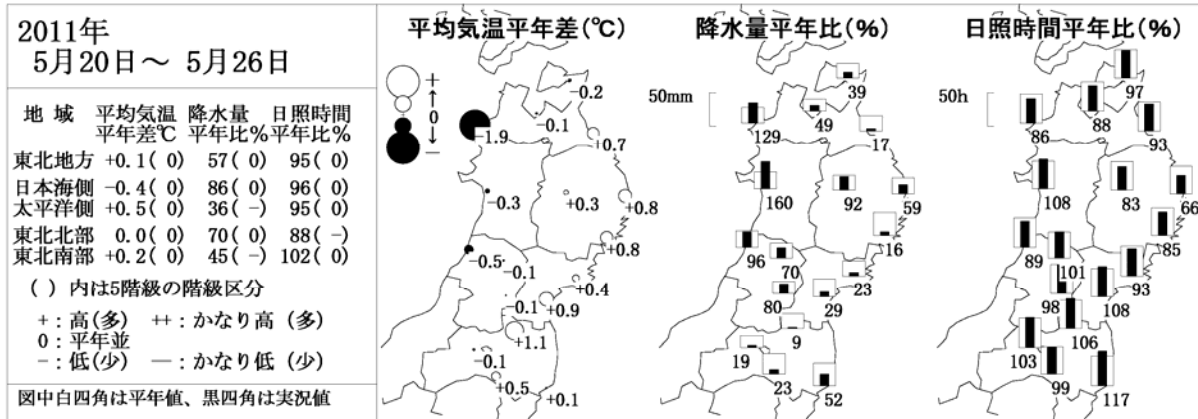 2011年
5月20日～ 5月26日
地 域 平均気温 降水量 日照時間
平年差℃ 平年比% 平年比%
東北地方 +0.1( 0) 57( 0) 95( 0)
日本海側 -0.4( 0) 86( 0) 96( 0)
太平洋側 +0.5( 0) 36( -) 95( 0)
東北北部 0.0( 0) 70( 0) 88( -)
東北南部 +0.2( 0) 45( -) 102( 0)
( ) 内は5階級の階級区分
+：高(多) ++：かなり高 (多)
0：平年並
-：低(少) --：かなり低 (少)
図中白四角は平年値、黒四角は実況値
平均気温平年差(℃)
+
↑
0
↓
-
-0.2
-0.1
-1.9
+0.7
-0.3
+0.3
+0.8
+0.8
-0.5
-0.1
+0.4
-0.1
+0.9
+1.1
-0.1
+0.5
+0.1
降水量平年比(%)
50mm
39
49
129
17
160
92
59
16
96
70
23
80
29
9
19
23
52
日照時間平年比(%)
50h
97
88
86
93
108
83
66
85
89
101
93
98
108
106
103
99
117